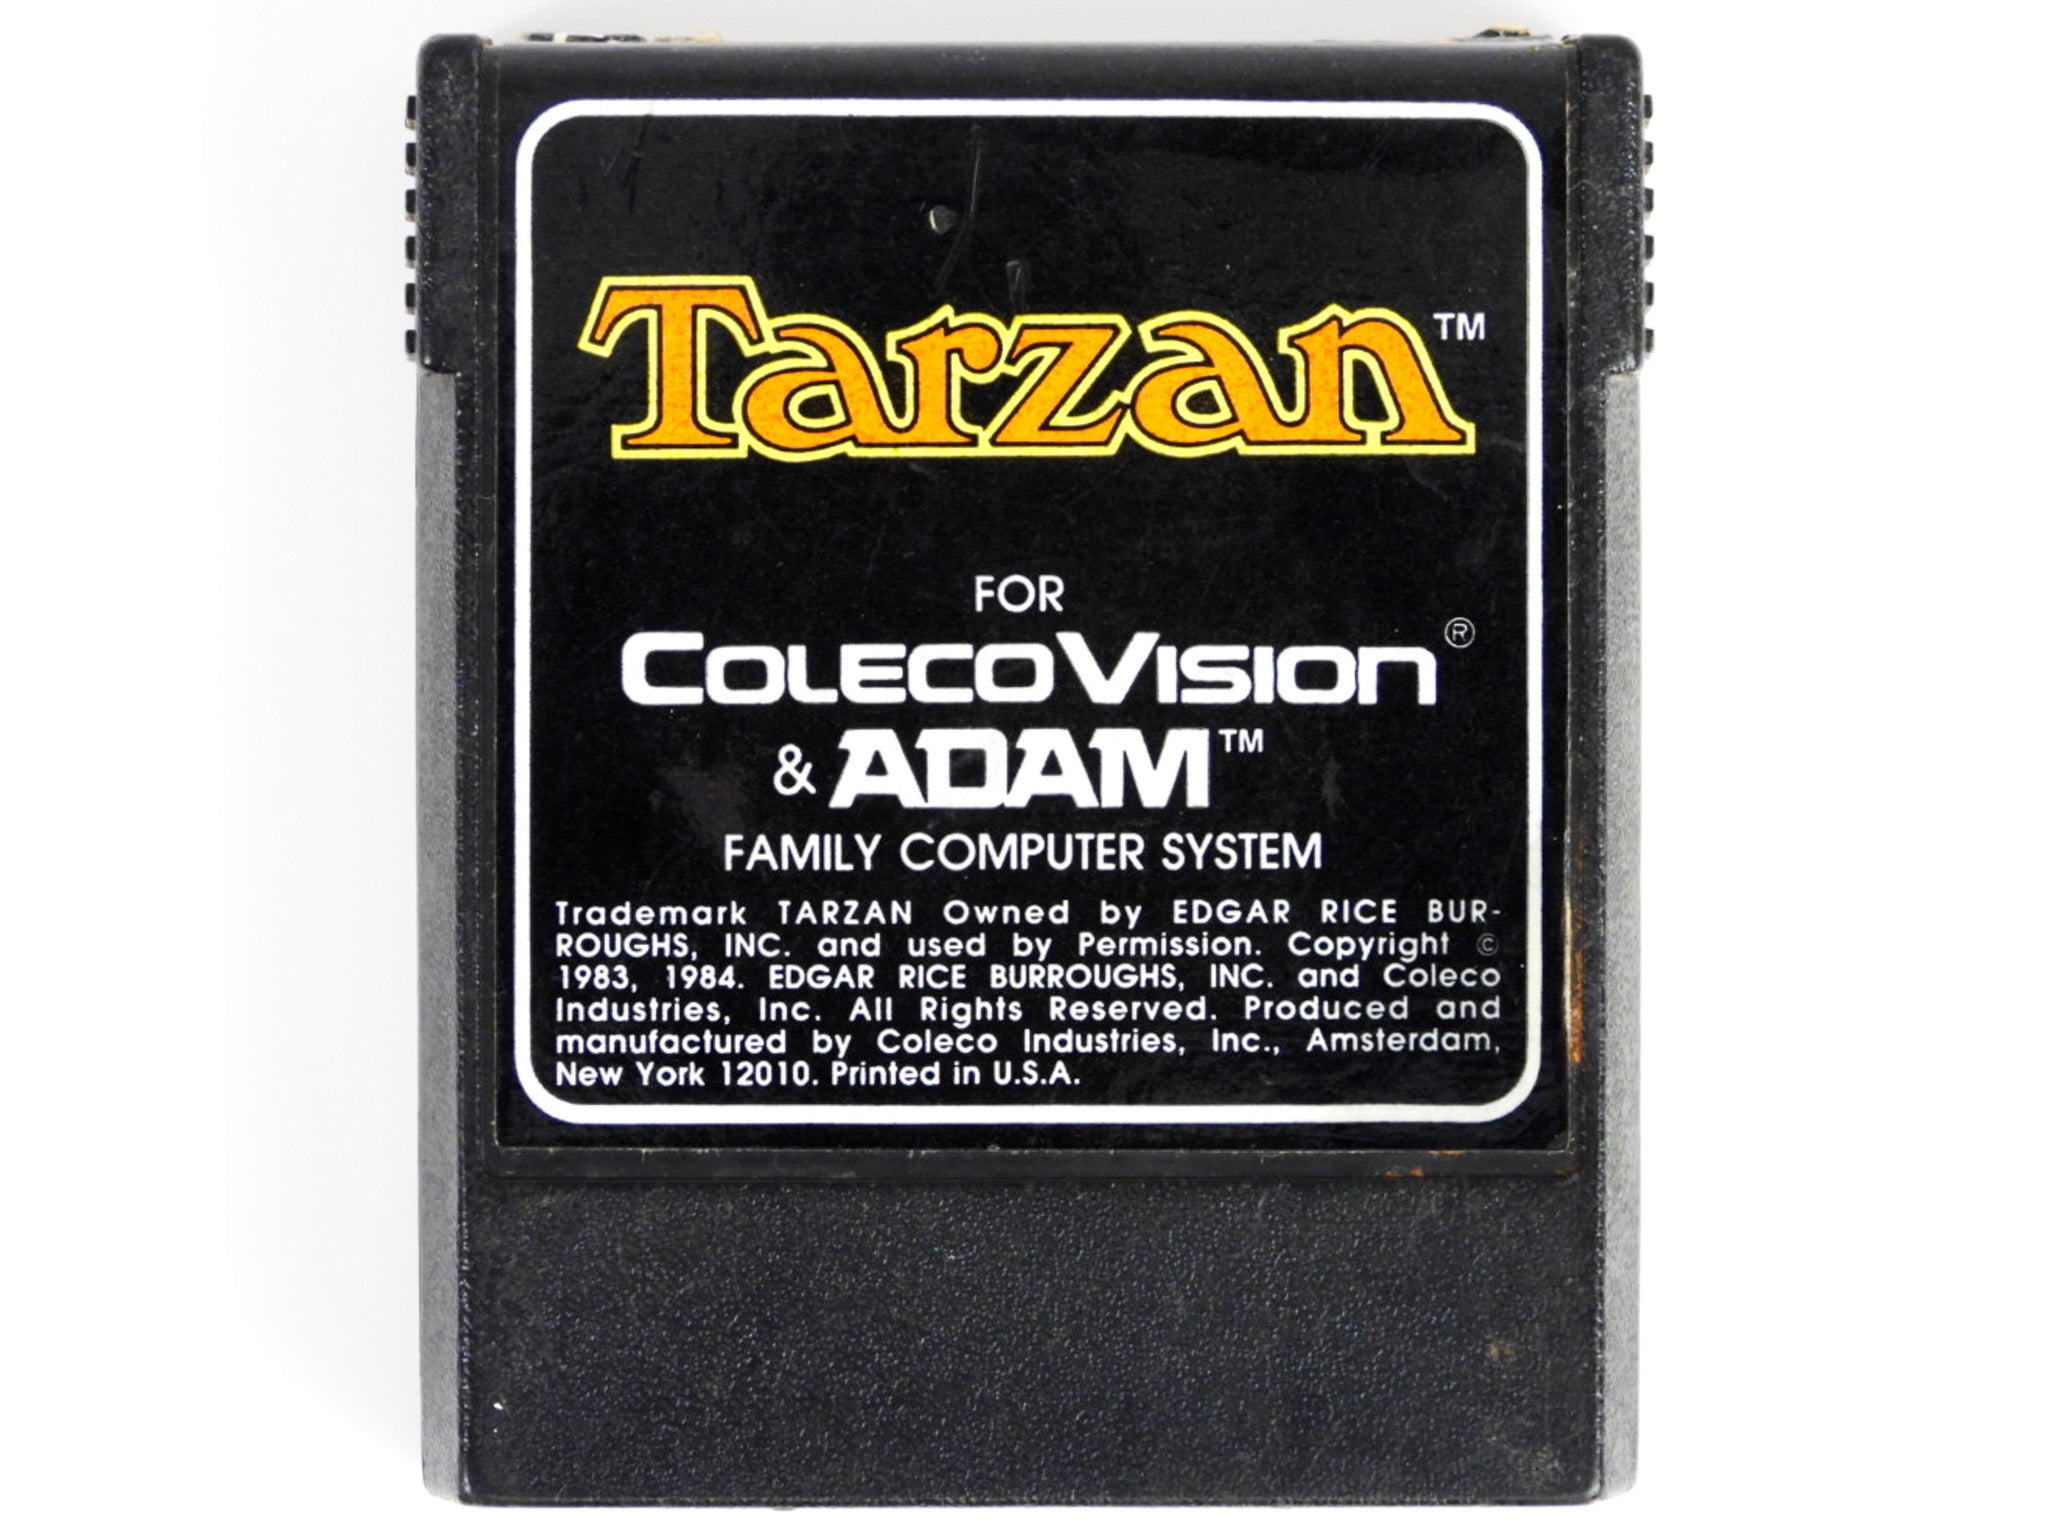 Tarzan™
FOR
COLECOVISION®
& ADAM™
FAMILY COMPUTER SYSTEM
Trademark TARZAN Owned by EDGAR RICE BUR-
ROUGHS, INC. and used by Permission. Copyright ©
1983, 1984. EDGAR RICE BURROUGHS, INC. and Coleco
Industries, Inc. All Rights Reserved. Produced and
manufactured by Coleco Industries, Inc., Amsterdam,
New York 12010. Printed in U.S.A.